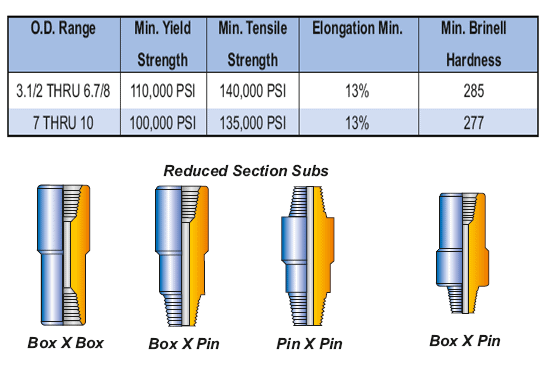 O.D. Range Min. Yield Strength Min. Tensile Strength Elongation Min. Min. Brinell Hardness
3.1/2 THRU 6.7/8 110,000 PSI 140,000 PSI 13% 285
7 THRU 10 100,000 PSI 135,000 PSI 13% 277
Reduced Section Subs
Box X Box Box X Pin Pin X Pin Box X Pin